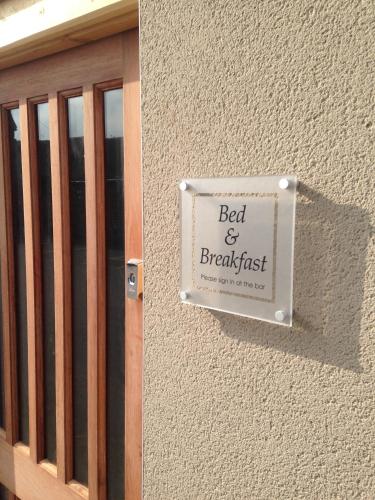 Bed
&
Breakfast
Please sign in at the bar